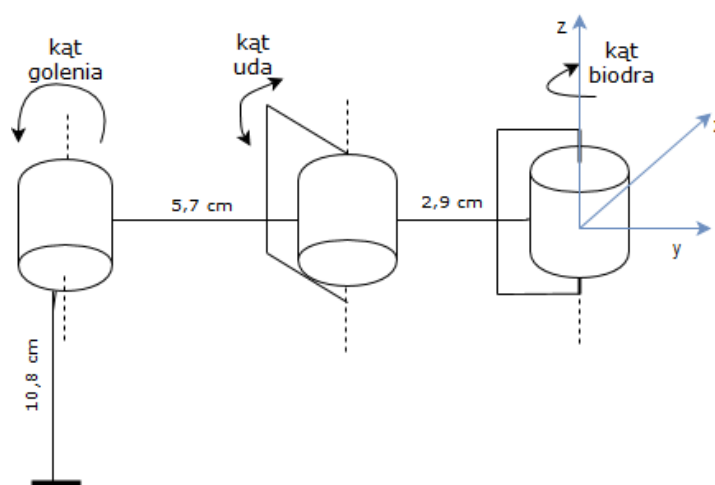 kąt
golenia
kąt
uda
z
kąt
biodra
5,7 cm
2,9 cm
y
10,8 cm